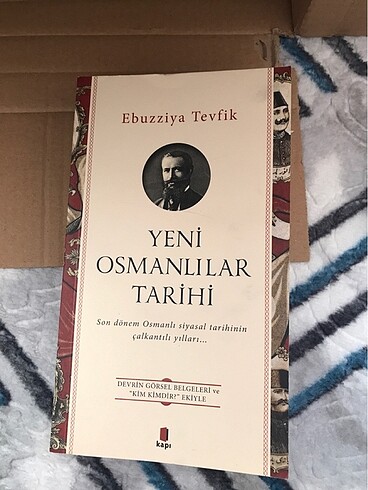 Ebuzziya Tevfik
YENİ
OSMANLILAR
TARİHİ
Son dönem Osmanlı siyasal tarihinin
çalkantılı yılları...
DEVRİN GÖRSEL BELGELERİ ve
"KİM KİMDİR?" EKİYLE
kapı